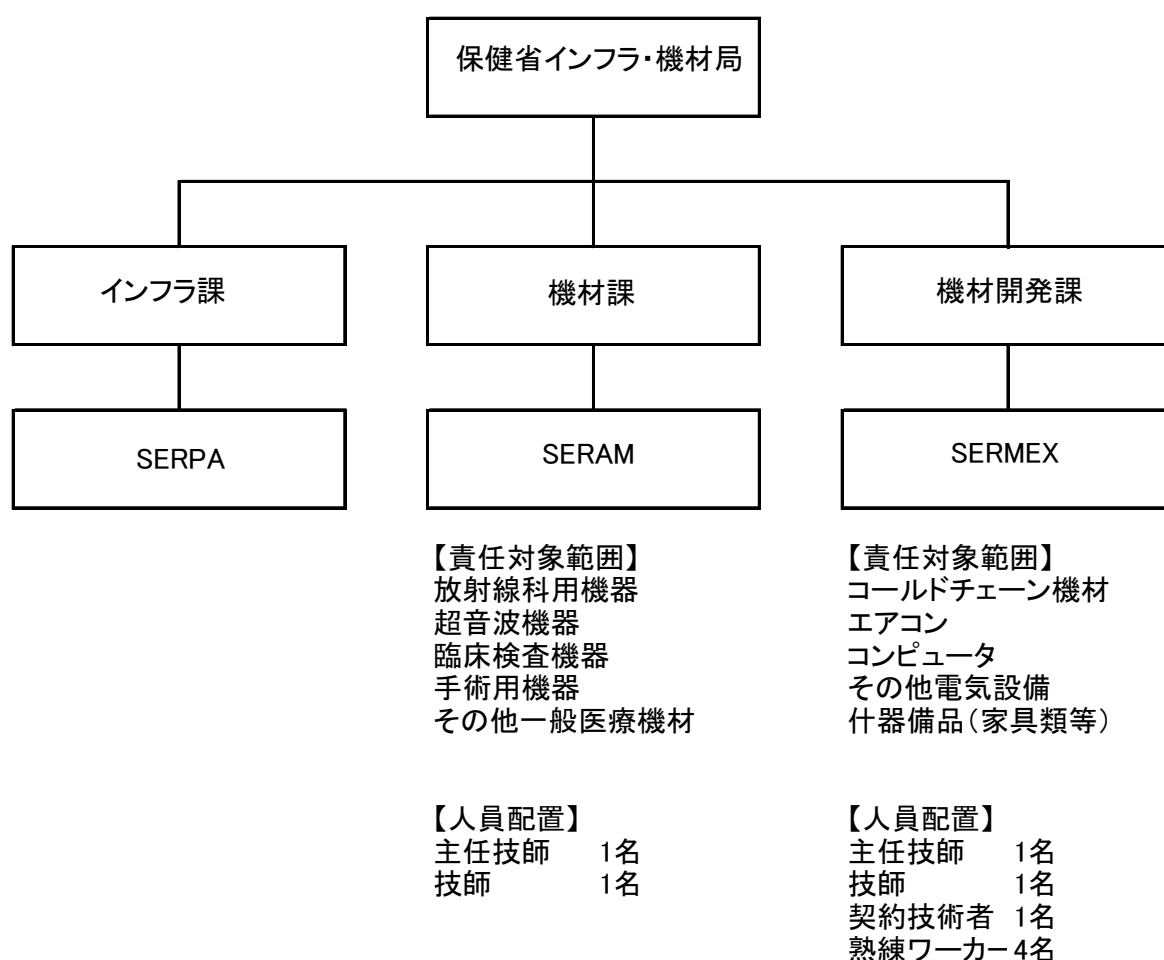 保健省インフラ・機材局
インフラ課
機材課
機材開発課
SERPA
SERAM
SERMEX
【責任対象範囲】
放射線科用機器
超音波機器
臨床検査機器
手術用機器
その他一般医療機材
【責任対象範囲】
コールドチェーン機材
エアコン
コンピュータ
その他電気設備
什器備品(家具類等)
【人員配置】
主任技師 1名
技師 1名
【人員配置】
主任技師 1名
技師 1名
契約技術者 1名
熟練ワーカー 4名